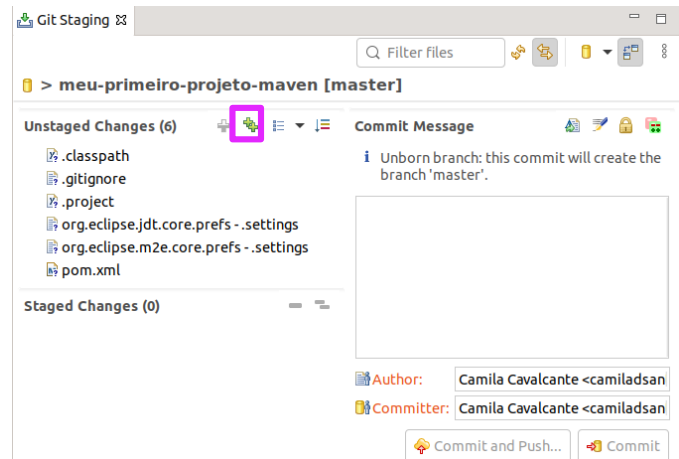 Git Staging
Filter files
> meu-primeiro-projeto-maven [master]
Unstaged Changes (6)
.classpath
.gitignore
.project
org.eclipse.jdt.core.prefs - .settings
org.eclipse.m2e.core.prefs - .settings
pom.xml
Staged Changes (0)
Commit Message
Unborn branch: this commit will create the
branch 'master'.
Author: Camila Cavalcante <camiladsan
Committer: Camila Cavalcante <camiladsan
Commit and Push...
Commit